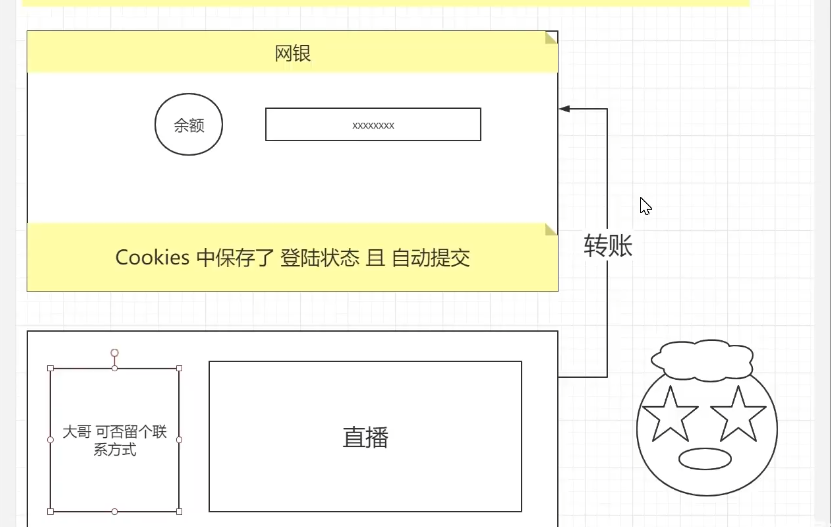 网银
余额
xxxxxxxx
Cookies 中保存了 登陆状态 且 自动提交
转账
大哥 可否留个联
系方式
直播